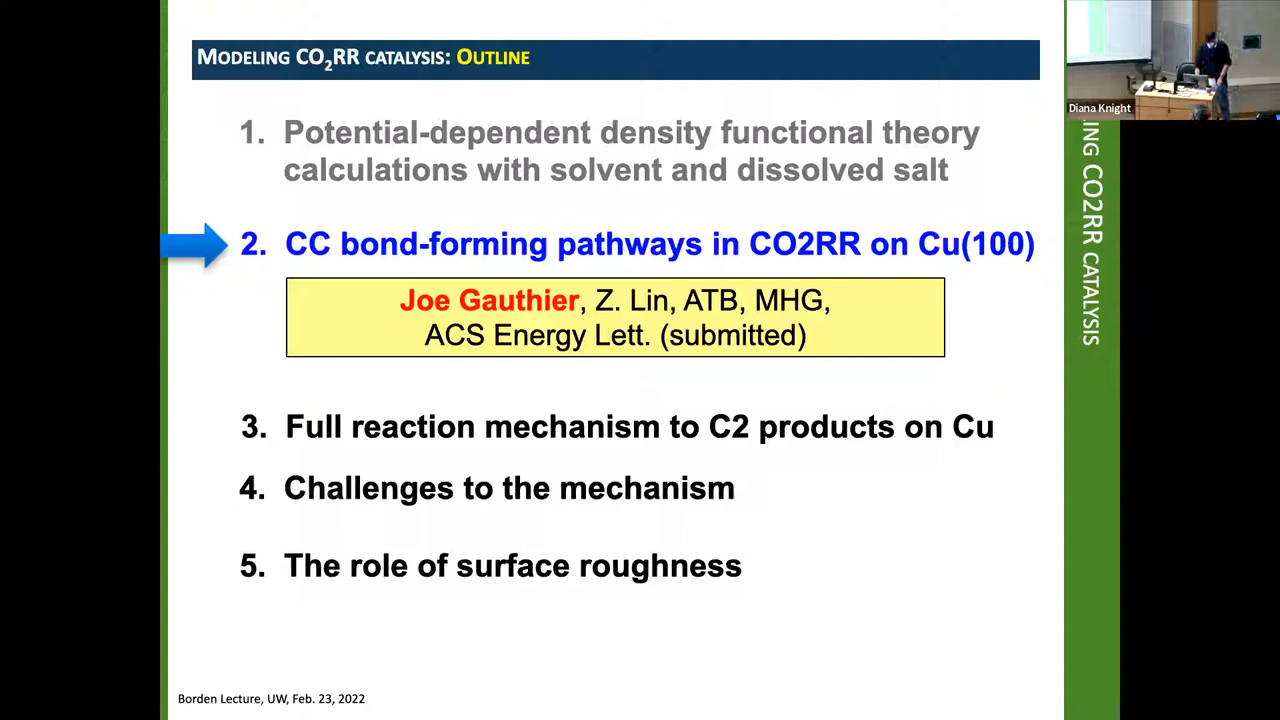 MODELING CO2RR CATALYSIS: OUTLINE
Diana Knight
1. Potential-dependent density functional theory
calculations with solvent and dissolved salt
2. CC bond-forming pathways in CO2RR on Cu(100)
Joe Gauthier, Z. Lin, ATB, MHG,
ACS Energy Lett. (submitted)
3. Full reaction mechanism to C2 products on Cu
4. Challenges to the mechanism
5. The role of surface roughness
Borden Lecture, UW, Feb. 23, 2022
ING CO2RR CATALYSIS